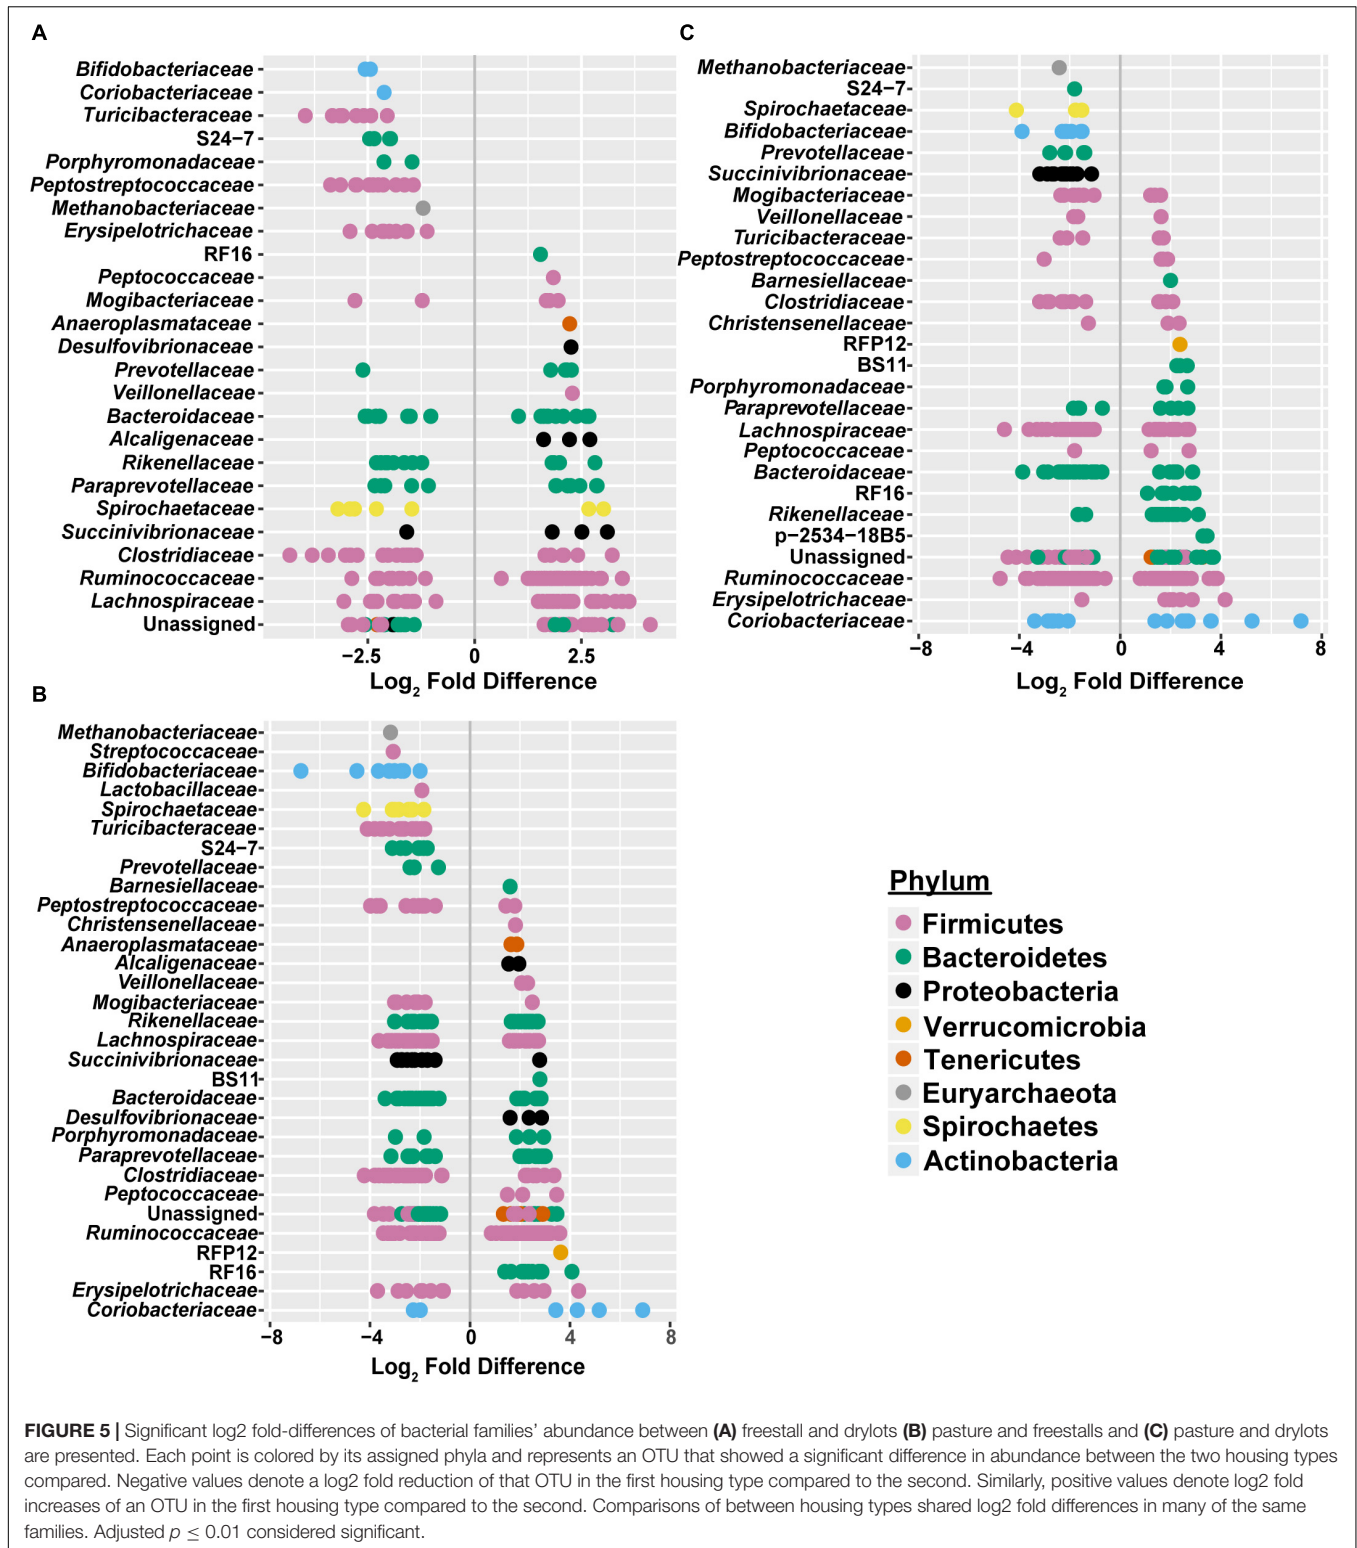 A
Bifidobacteriaceae
Coriobacteriaceae
Turicibacteraceae
S24−7
Porphyromonadaceae
Peptostreptococcaceae
Methanobacteriaceae
Erysipelotrichaceae
RF16
Peptococcaceae
Mogibacteriaceae
Anaeroplasmataceae
Desulfovibrionaceae
Prevotellaceae
Veillonellaceae
Bacteroidaceae
Alcaligenaceae
Rikenellaceae
Paraprevotellaceae
Spirochaetaceae
Succinivibrionaceae
Clostridiaceae
Ruminococcaceae
Lachnospiraceae
Unassigned
−2.5 0 2.5
Log2 Fold Difference
C
Methanobacteriaceae
S24−7
Spirochaetaceae
Bifidobacteriaceae
Prevotellaceae
Succinivibrionaceae
Mogibacteriaceae
Veillonellaceae
Turicibacteraceae
Peptostreptococcaceae
Barnesiellaceae
Clostridiaceae
Christensenellaceae
RFP12
BS11
Porphyromonadaceae
Paraprevotellaceae
Lachnospiraceae
Peptococcaceae
Bacteroidaceae
RF16
Rikenellaceae
p−2534−18B5
Unassigned
Ruminococcaceae
Erysipelotrichaceae
Coriobacteriaceae
−8 −4 0 4 8
Log2 Fold Difference
B
Methanobacteriaceae
Streptococcaceae
Bifidobacteriaceae
Lactobacillaceae
Spirochaetaceae
Turicibacteraceae
S24−7
Prevotellaceae
Barnesiellaceae
Peptostreptococcaceae
Christensenellaceae
Anaeroplasmataceae
Alcaligenaceae
Veillonellaceae
Mogibacteriaceae
Rikenellaceae
Lachnospiraceae
Succinivibrionaceae
BS11
Bacteroidaceae
Desulfovibrionaceae
Porphyromonadaceae
Paraprevotellaceae
Clostridiaceae
Peptococcaceae
Unassigned
Ruminococcaceae
RFP12
RF16
Erysipelotrichaceae
Coriobacteriaceae
−8 −4 0 4 8
Log2 Fold Difference
Phylum
Firmicutes
Bacteroidetes
Proteobacteria
Verrucomicrobia
Tenericutes
Euryarchaeota
Spirochaetes
Actinobacteria
FIGURE 5 | Significant log2 fold-differences of bacterial families' abundance between (A) freestall and drylots (B) pasture and freestalls and (C) pasture and drylots
are presented. Each point is colored by its assigned phyla and represents an OTU that showed a significant difference in abundance between the two housing types
compared. Negative values denote a log2 fold reduction of that OTU in the first housing type compared to the second. Similarly, positive values denote log2 fold
increases of an OTU in the first housing type compared to the second. Comparisons of between housing types shared log2 fold differences in many of the same
families. Adjusted p ≤ 0.01 considered significant.